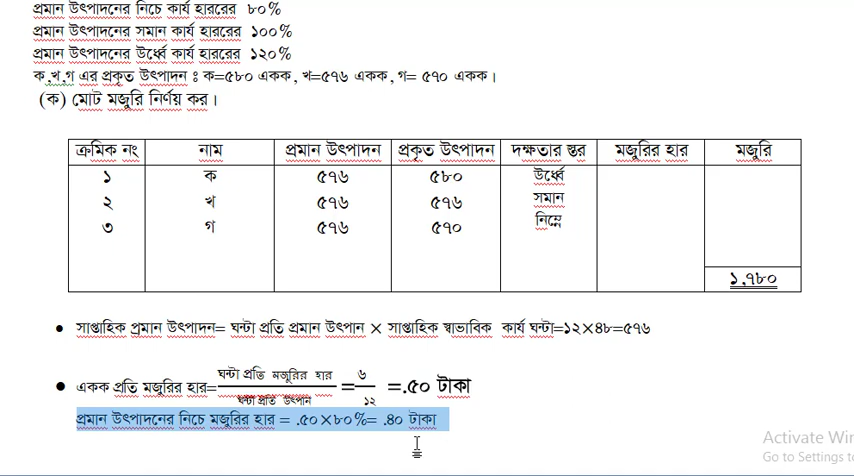 প্রমান উৎপাদনের নিচে কার্য হারের ৮০%
প্রমান উৎপাদনের সমান কার্য হারের ১০০%
প্রমান উৎপাদনের উর্ধ্বে কার্য হারের ১২০%
ক,খ,গ এর প্রকৃত উৎপাদন ঃ ক=৫৮০ একক, খ=৫৭৬ একক, গ= ৫৭০ একক।
(ক) মোট মজুরি নির্ণয় কর।
ক্রমিক নং নাম প্রমান উৎপাদন প্রকৃত উৎপাদন দক্ষতার স্তর মজুরির হার মজুরি
১ ক ৫৭৬ ৫৮০ উর্ধ্বে
২ খ ৫৭৬ ৫৭৬ সমান
৩ গ ৫৭৬ ৫৭০ নিম্নে
১,৭৮০
• সাপ্তাহিক প্রমান উৎপাদন= ঘন্টা প্রতি প্রমান উৎপান × সাপ্তাহিক স্বাভাবিক কার্য ঘন্টা=১২×৪৮=৫৭৬
• একক প্রতি মজুরির হার= ঘন্টা প্রতি মজুরির হার / ঘন্টা প্রতি উৎপান = ৬ / ১২ =.৫০ টাকা
প্রমান উৎপাদনের নিচে মজুরির হার = .৫০×৮০%= .৪০ টাকা
Activate Win
Go to Settings to